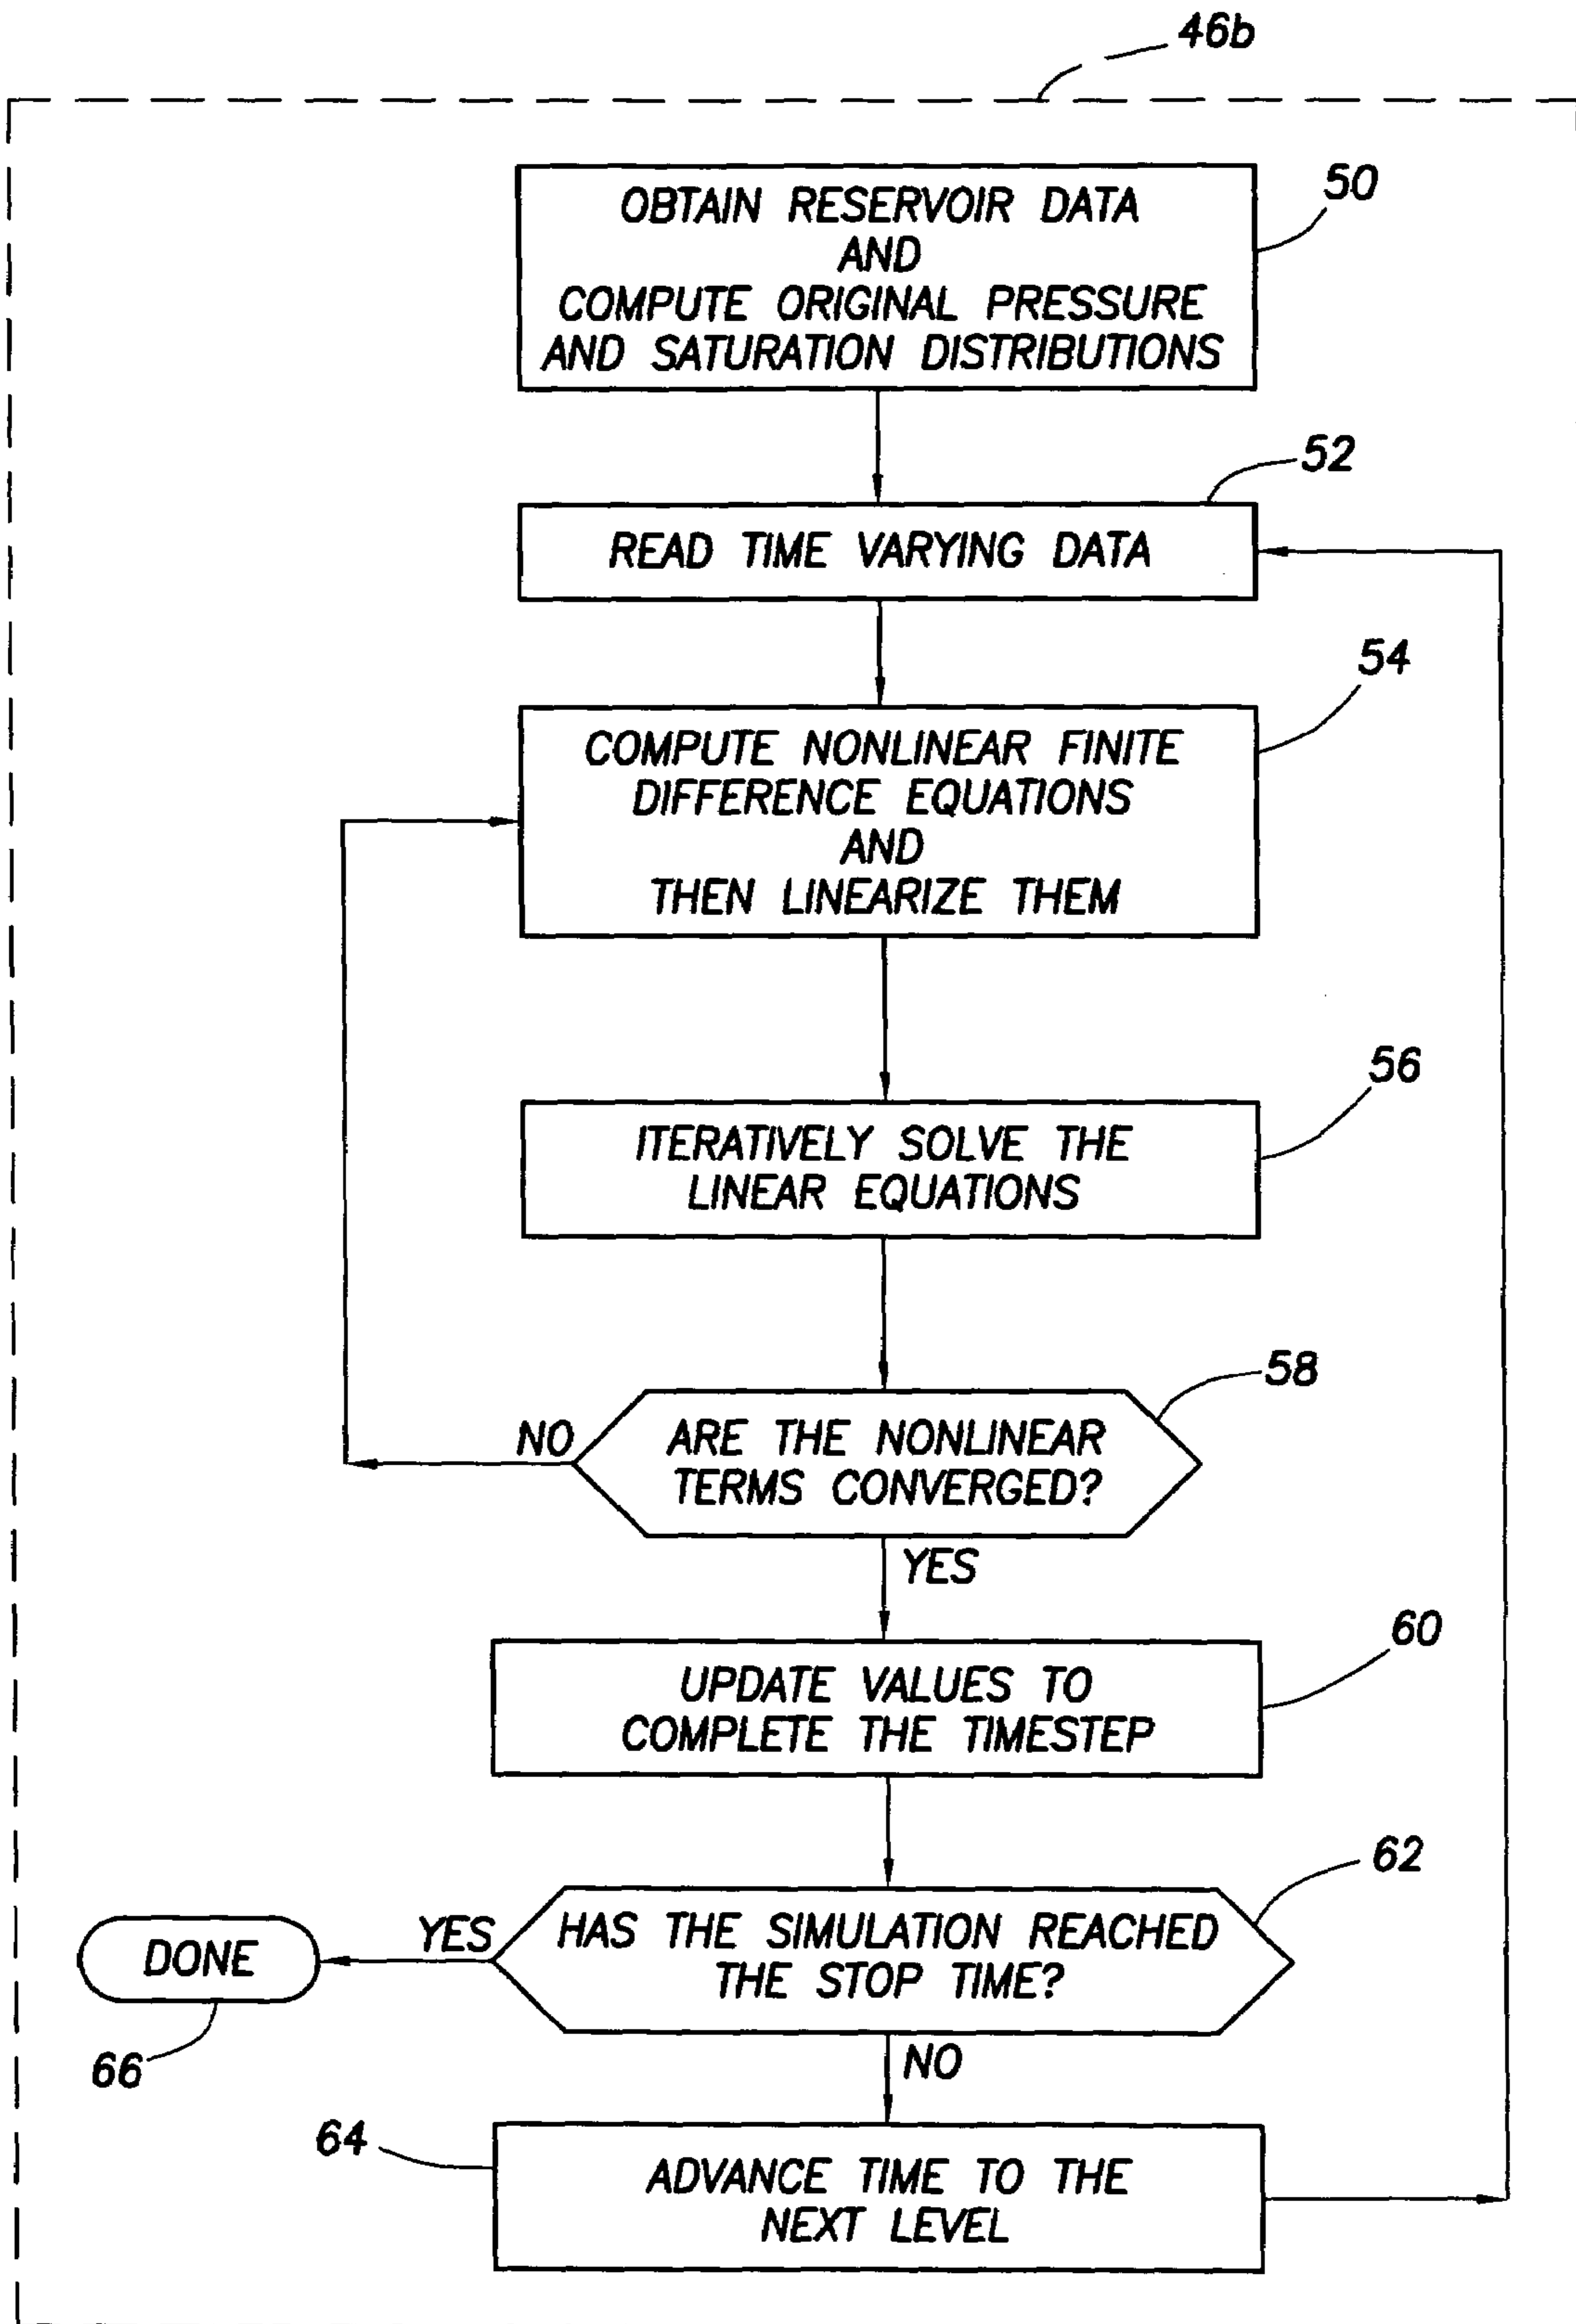 46b
OBTAIN RESERVOIR DATA
AND
COMPUTE ORIGINAL PRESSURE
AND SATURATION DISTRIBUTIONS
50
READ TIME VARYING DATA
52
COMPUTE NONLINEAR FINITE
DIFFERENCE EQUATIONS
AND
THEN LINEARIZE THEM
54
ITERATIVELY SOLVE THE
LINEAR EQUATIONS
56
ARE THE NONLINEAR
TERMS CONVERGED?
58
NO
YES
UPDATE VALUES TO
COMPLETE THE TIMESTEP
60
HAS THE SIMULATION REACHED
THE STOP TIME?
62
YES
DONE
66
NO
ADVANCE TIME TO THE
NEXT LEVEL
64